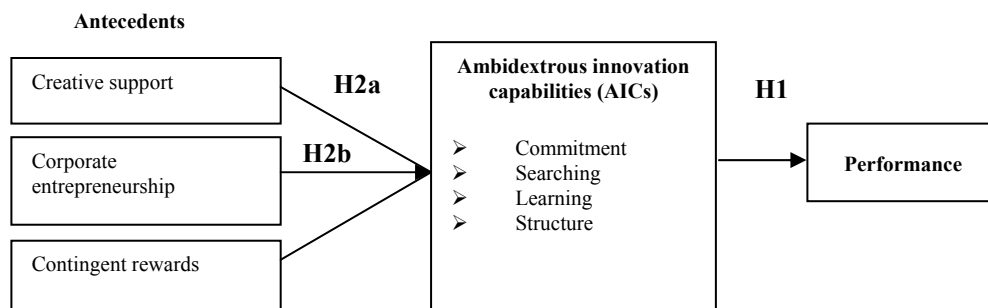 Antecedents
Creative support
Corporate
entrepreneurship
Contingent rewards
H2a
H2b
Ambidextrous innovation
capabilities (AICs)
➢ Commitment
➢ Searching
➢ Learning
➢ Structure
H1
Performance